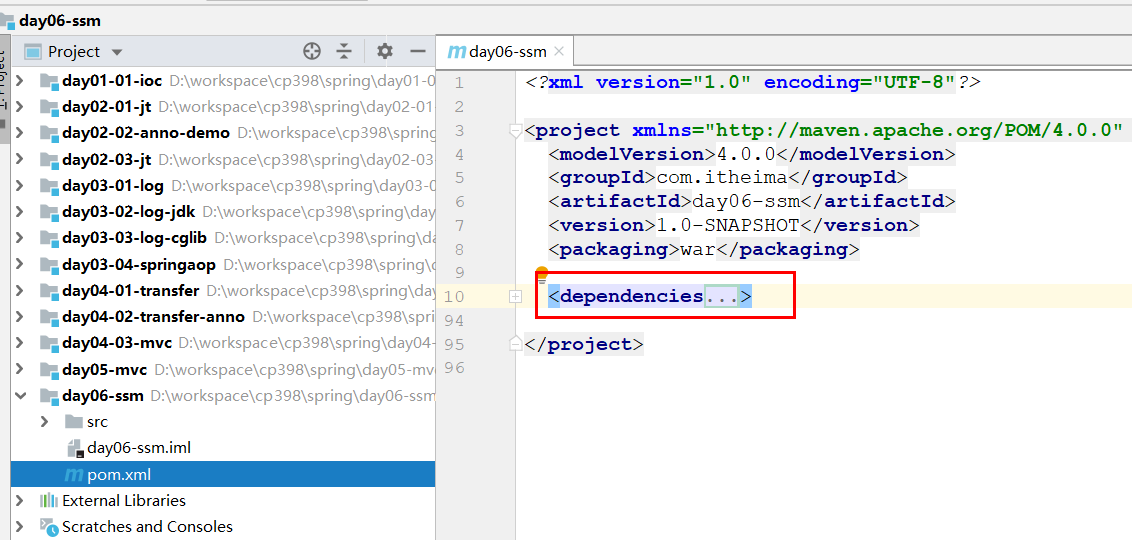 day06-ssm
Project
day01-01-ioc D:\workspace\cp398\spring\day01-0
day02-01-jt D:\workspace\cp398\spring\day02-01
day02-02-anno-demo D:\workspace\cp398\spring
day02-03-jt D:\workspace\cp398\spring\day02-03
day03-01-log D:\workspace\cp398\spring\day03-
day03-02-log-jdk D:\workspace\cp398\spring\da
day03-03-log-cglib D:\workspace\cp398\spring\
day03-04-springaop D:\workspace\cp398\spring
day04-01-transfer D:\workspace\cp398\spring\da
day04-02-transfer-anno D:\workspace\cp398\spr
day04-03-mvc D:\workspace\cp398\spring\day04-
day05-mvc D:\workspace\cp398\spring\day05-mv
day06-ssm D:\workspace\cp398\spring\day06-ssm
src
day06-ssm.iml
pom.xml
External Libraries
Scratches and Consoles
day06-ssm
1 <?xml version="1.0" encoding="UTF-8"?>
2
3 <project xmlns="http://maven.apache.org/POM/4.0.0"
4 <modelVersion>4.0.0</modelVersion>
5 <groupId>com.itheima</groupId>
6 <artifactId>day06-ssm</artifactId>
7 <version>1.0-SNAPSHOT</version>
8 <packaging>war</packaging>
9
10 <dependencies...>
94
95 </project>
96